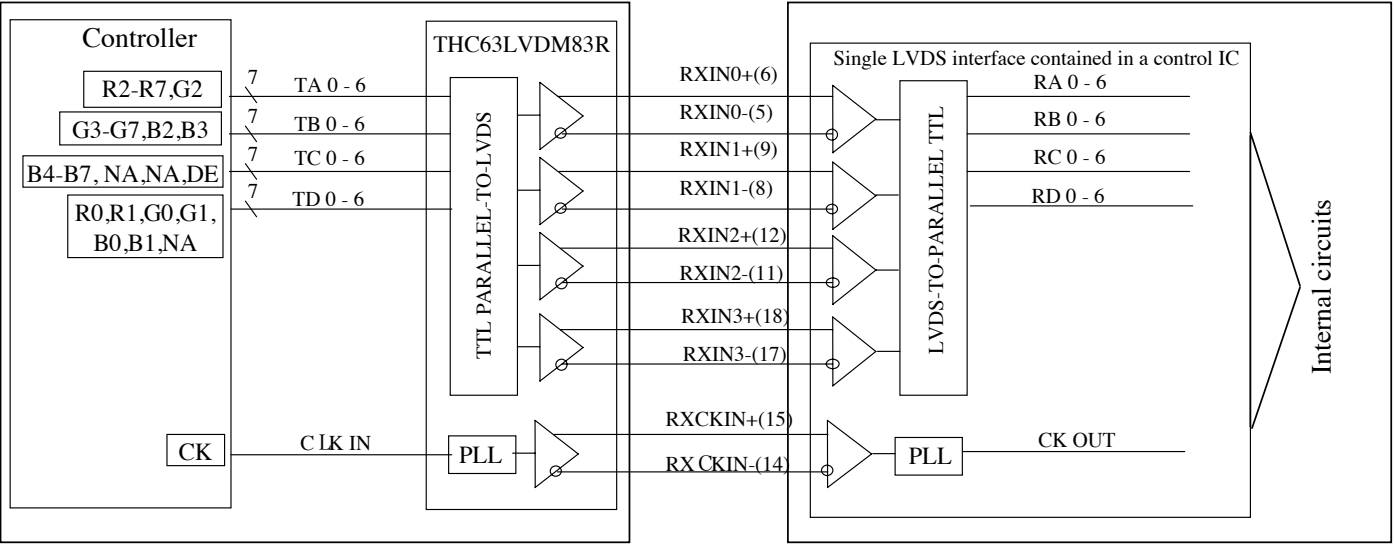 Controller
R2-R7,G2
G3-G7,B2,B3
B4-B7, NA,NA,DE
R0,R1,G0,G1,
B0,B1,NA
CK
7
TA 0 - 6
7
TB 0 - 6
7
TC 0 - 6
7
TD 0 - 6
CLK IN
THC63LVDM83R
TTL PARALLEL-TO-LVDS
PLL
RXIN0+(6)
RXIN0-(5)
RXIN1+(9)
RXIN1-(8)
RXIN2+(12)
RXIN2-(11)
RXIN3+(18)
RXIN3-(17)
RXCKIN+(15)
RXCKIN-(14)
Single LVDS interface contained in a control IC
LVDS-TO-PARALLEL TTL
PLL
RA 0 - 6
RB 0 - 6
RC 0 - 6
RD 0 - 6
CK OUT
Internal circuits